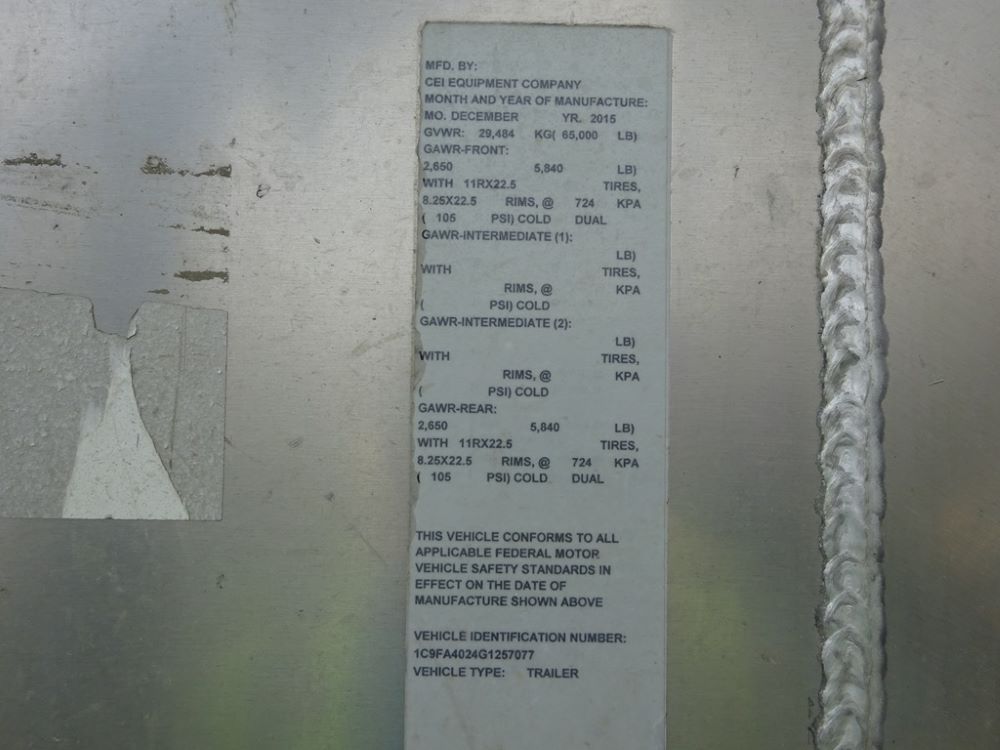 MFD. BY:
CEI EQUIPMENT COMPANY
MONTH AND YEAR OF MANUFACTURE:
MO. DECEMBER YR. 2015
GVWR: 29,484 KG( 65,000 LB)
GAWR-FRONT:
2,650 5,840 LB)
WITH 11RX22.5 TIRES,
8.25X22.5 RIMS, @ 724 KPA
( 105 PSI) COLD DUAL
GAWR-INTERMEDIATE (1):
LB)
WITH TIRES,
RIMS, @ KPA
( PSI) COLD
GAWR-INTERMEDIATE (2):
LB)
WITH TIRES,
RIMS, @ KPA
( PSI) COLD
GAWR-REAR:
2,650 5,840 LB)
WITH 11RX22.5 TIRES,
8.25X22.5 RIMS, @ 724 KPA
( 105 PSI) COLD DUAL
THIS VEHICLE CONFORMS TO ALL
APPLICABLE FEDERAL MOTOR
VEHICLE SAFETY STANDARDS IN
EFFECT ON THE DATE OF
MANUFACTURE SHOWN ABOVE
VEHICLE IDENTIFICATION NUMBER:
1C9FA4024G1257077
VEHICLE TYPE: TRAILER